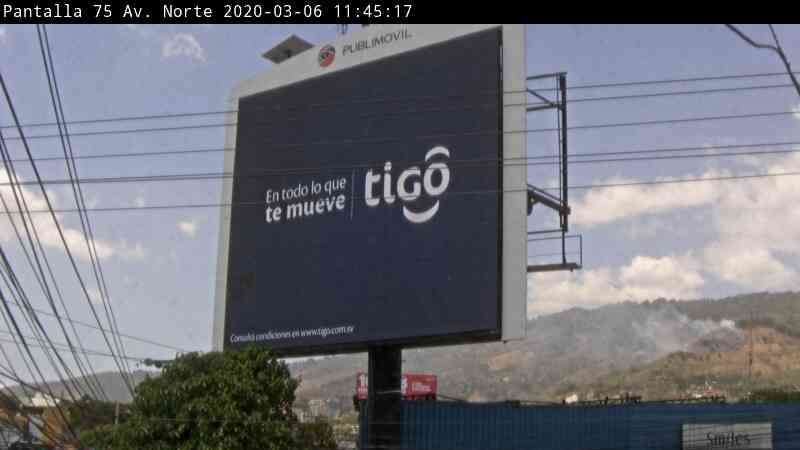 Pantalla 75 Av. Norte 2020-03-06 11:45:17
PUBLIMOVIL
En todo lo que
te mueve
tigo
Consultá condiciones en www.tigo.com.sv
Smiles